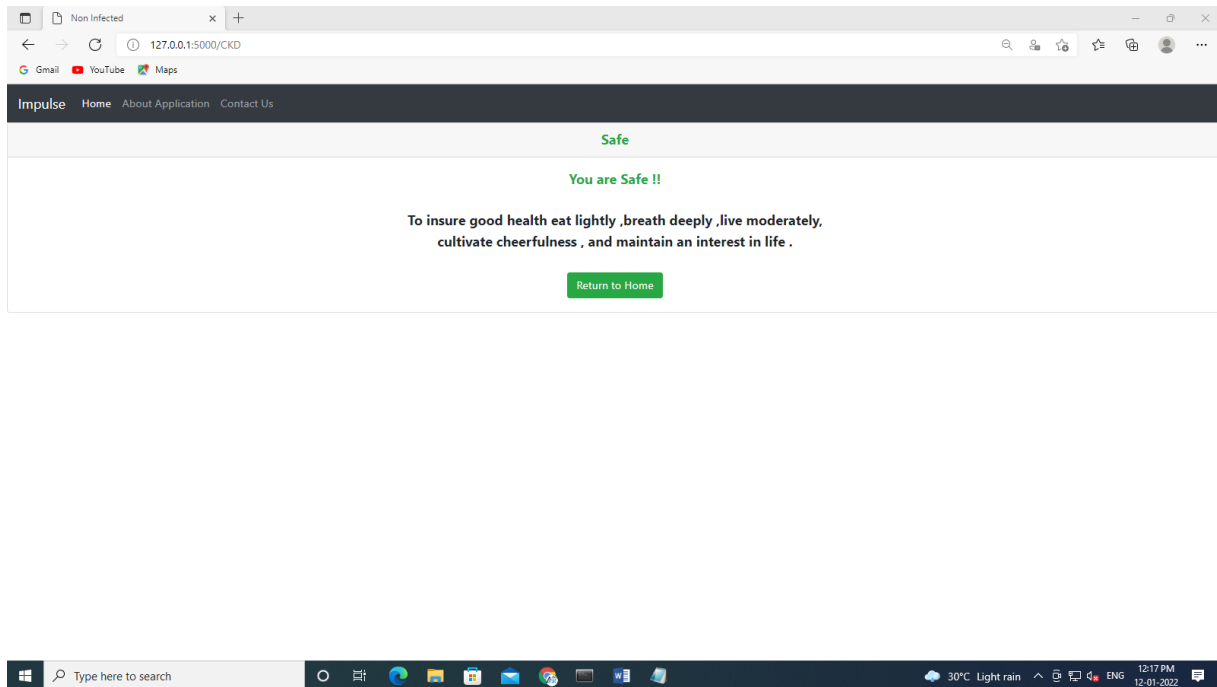 Non Infected
127.0.0.1:5000/CKD
Gmail YouTube Maps
Impulse Home About Application Contact Us
Safe
You are Safe !!
To insure good health eat lightly ,breath deeply ,live moderately,
cultivate cheerfulness , and maintain an interest in life .
Return to Home
Type here to search
30°C Light rain
ENG
12:17 PM
12-01-2022